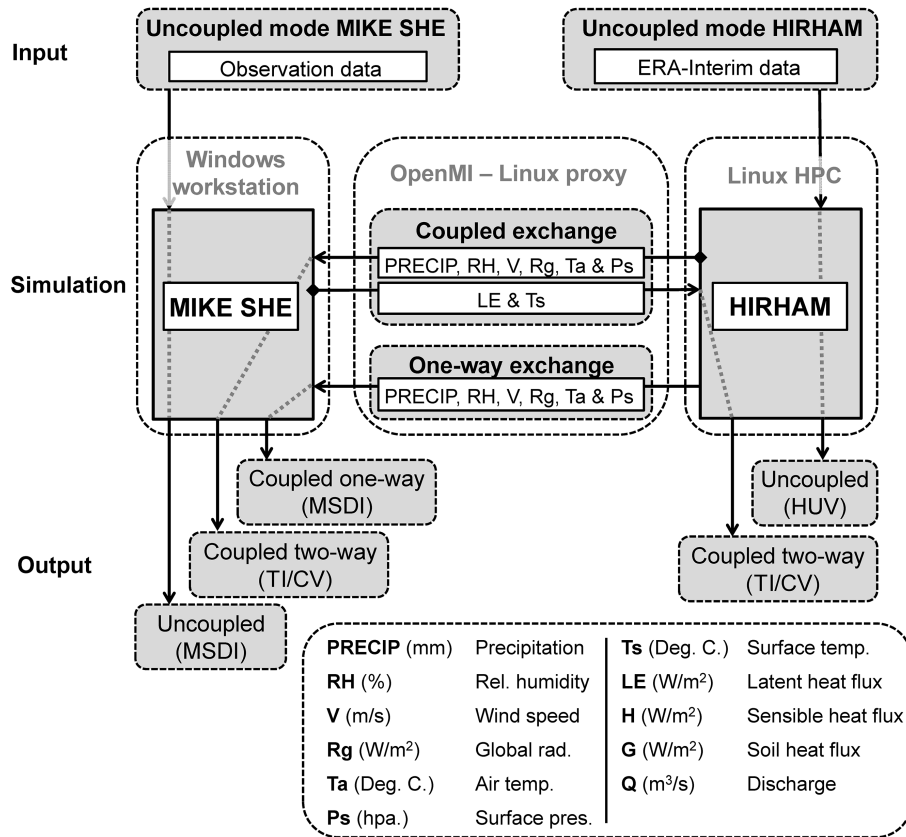 Input
Uncoupled mode MIKE SHE
Observation data
Uncoupled mode HIRHAM
ERA-Interim data
Windows
workstation
OpenMI – Linux proxy
Linux HPC
Simulation
MIKE SHE
Coupled exchange
PRECIP, RH, V, Rg, Ta & Ps
LE & Ts
One-way exchange
PRECIP, RH, V, Rg, Ta & Ps
HIRHAM
Output
Coupled one-way
(MSDI)
Coupled two-way
(TI/CV)
Uncoupled
(MSDI)
Uncoupled
(HUV)
Coupled two-way
(TI/CV)
PRECIP (mm) Precipitation
RH (%) Rel. humidity
V (m/s) Wind speed
Rg (W/m²) Global rad.
Ta (Deg. C.) Air temp.
Ps (hpa.) Surface pres.
Ts (Deg. C.) Surface temp.
LE (W/m²) Latent heat flux
H (W/m²) Sensible heat flux
G (W/m²) Soil heat flux
Q (m³/s) Discharge